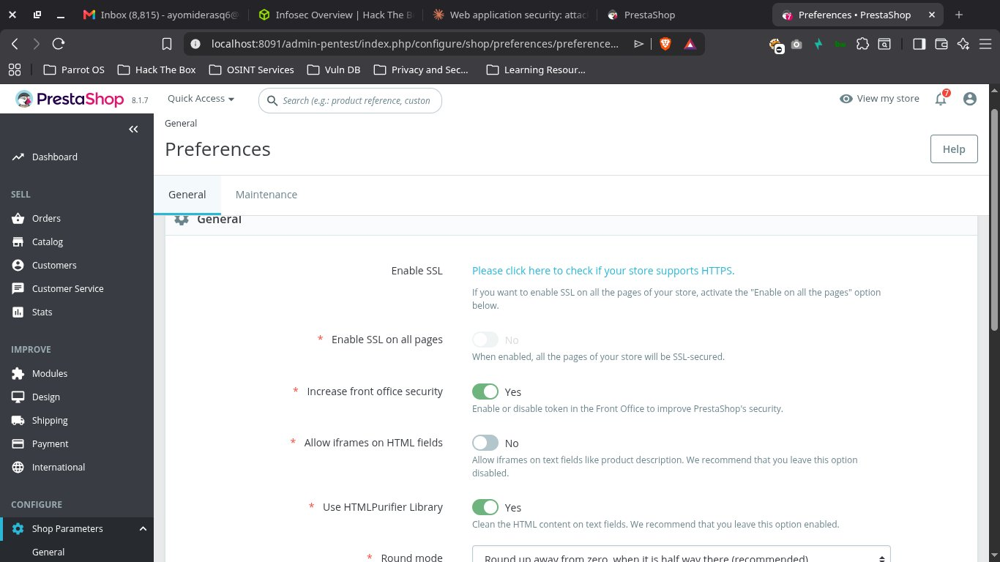 Inbox (8,815) - ayomiderasq6@
Infosec Overview | Hack The B
Web application security: attac
PrestaShop
Preferences • PrestaShop
localhost:8091/admin-pentest/index.php/configure/shop/preferences/preference...
Parrot OS
Hack The Box
OSINT Services
Vuln DB
Privacy and Sec...
Learning Resour...
PrestaShop 8.1.7
Quick Access
Search (e.g.: product reference, custon
View my store
7
General
Preferences
Help
General
Maintenance
Dashboard
SELL
Orders
Catalog
Customers
Customer Service
Stats
IMPROVE
Modules
Design
Shipping
Payment
International
CONFIGURE
Shop Parameters
General
General
Enable SSL
Please click here to check if your store supports HTTPS.
If you want to enable SSL on all the pages of your store, activate the "Enable on all the pages" option
below.
* Enable SSL on all pages
No
When enabled, all the pages of your store will be SSL-secured.
* Increase front office security
Yes
Enable or disable token in the Front Office to improve PrestaShop's security.
* Allow iframes on HTML fields
No
Allow iframes on text fields like product description. We recommend that you leave this option
disabled.
* Use HTMLPurifier Library
Yes
Clean the HTML content on text fields. We recommend that you leave this option enabled.
* Round mode
Round up away from zero, when it is half way there (recommended)